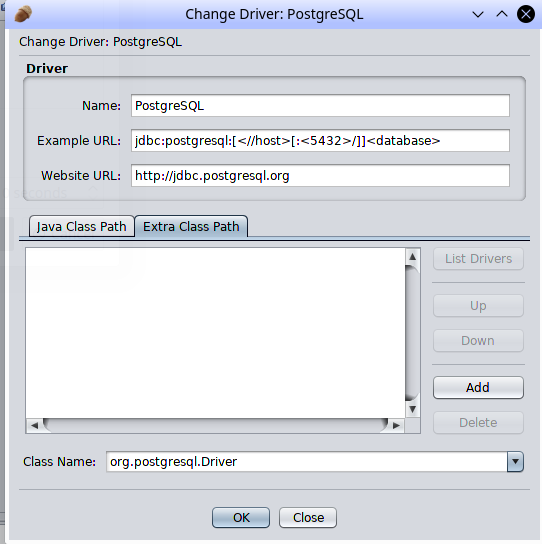 Change Driver: PostgreSQL
Change Driver: PostgreSQL
Driver
Name: PostgreSQL
Example URL: jdbc:postgresql:[<//host>[:<5432>/]]<database>
Website URL: http://jdbc.postgresql.org
Java Class Path Extra Class Path
List Drivers
Up
Down
Add
Delete
Class Name: org.postgresql.Driver
OK Close